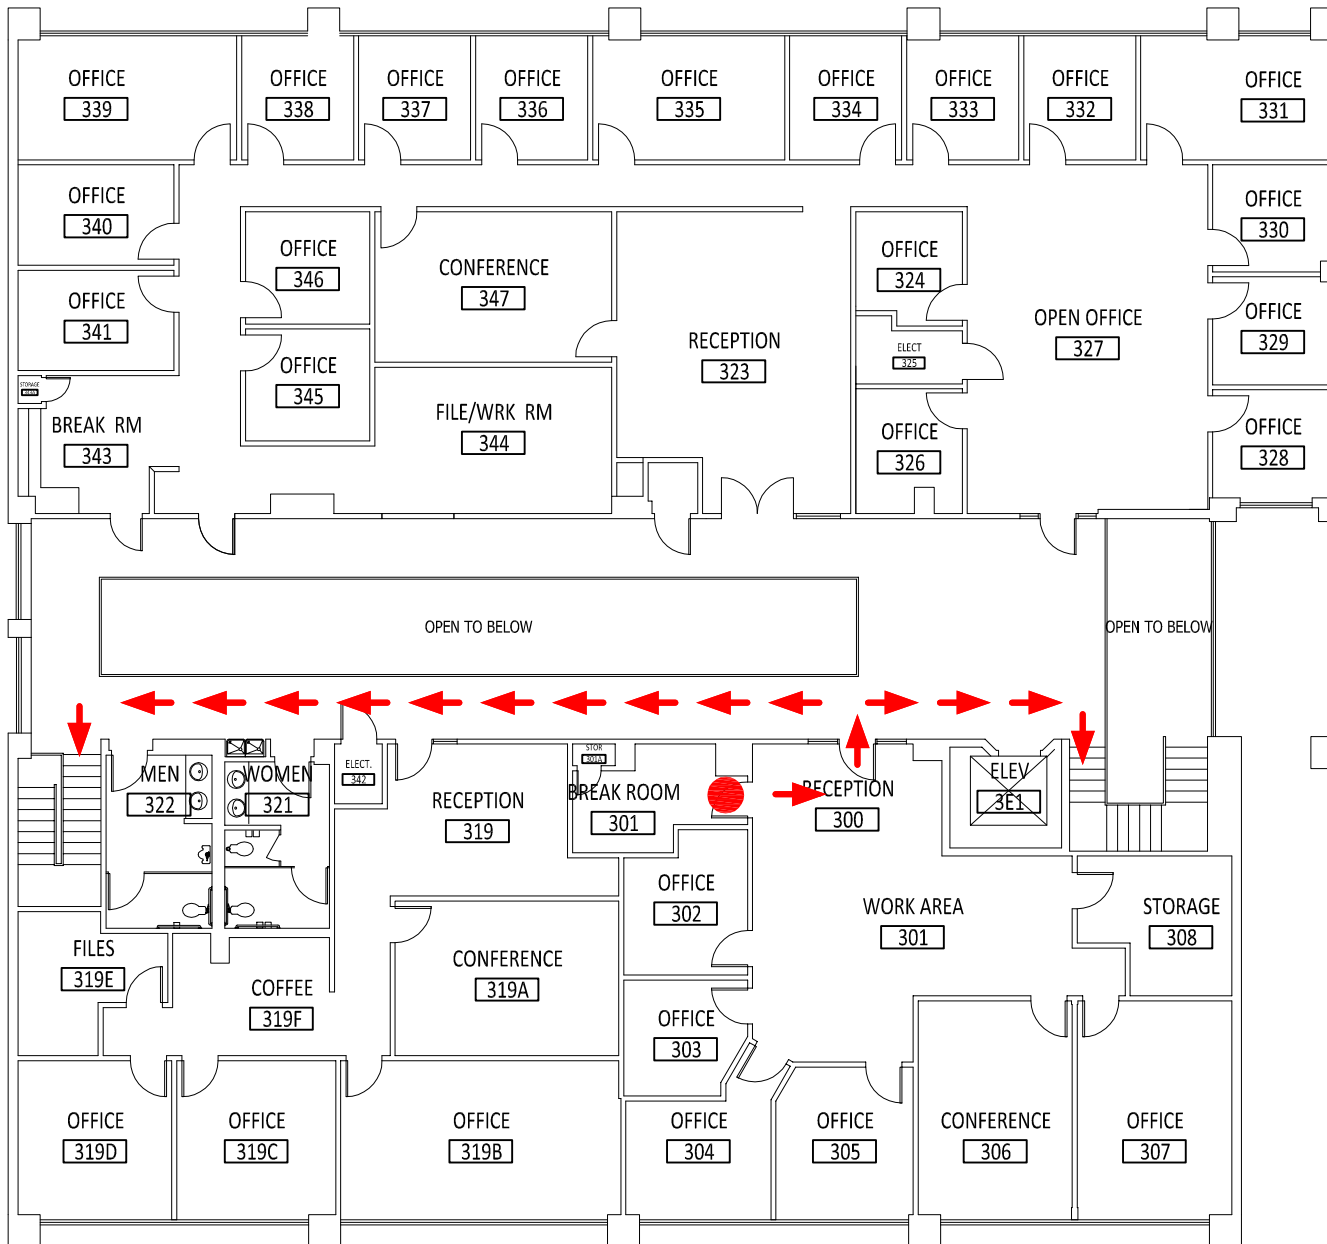 OFFICE
339
OFFICE
338
OFFICE
337
OFFICE
336
OFFICE
335
OFFICE
334
OFFICE
333
OFFICE
332
OFFICE
331
OFFICE
340
OFFICE
330
OFFICE
346
CONFERENCE
347
OFFICE
324
OFFICE
341
RECEPTION
323
ELECT
325
OPEN OFFICE
327
OFFICE
329
OFFICE
345
STORAGE
BREAK RM
343
FILE/WRK RM
344
OFFICE
326
OFFICE
328
OPEN TO BELOW
OPEN TO BELOW
MEN
322
WOMEN
321
ELECT.
342
RECEPTION
319
STOR
301A
BREAK ROOM
301
RECEPTION
300
ELEV
3E1
OFFICE
302
WORK AREA
301
STORAGE
308
FILES
319E
COFFEE
319F
CONFERENCE
319A
OFFICE
303
OFFICE
319D
OFFICE
319C
OFFICE
319B
OFFICE
304
OFFICE
305
CONFERENCE
306
OFFICE
307